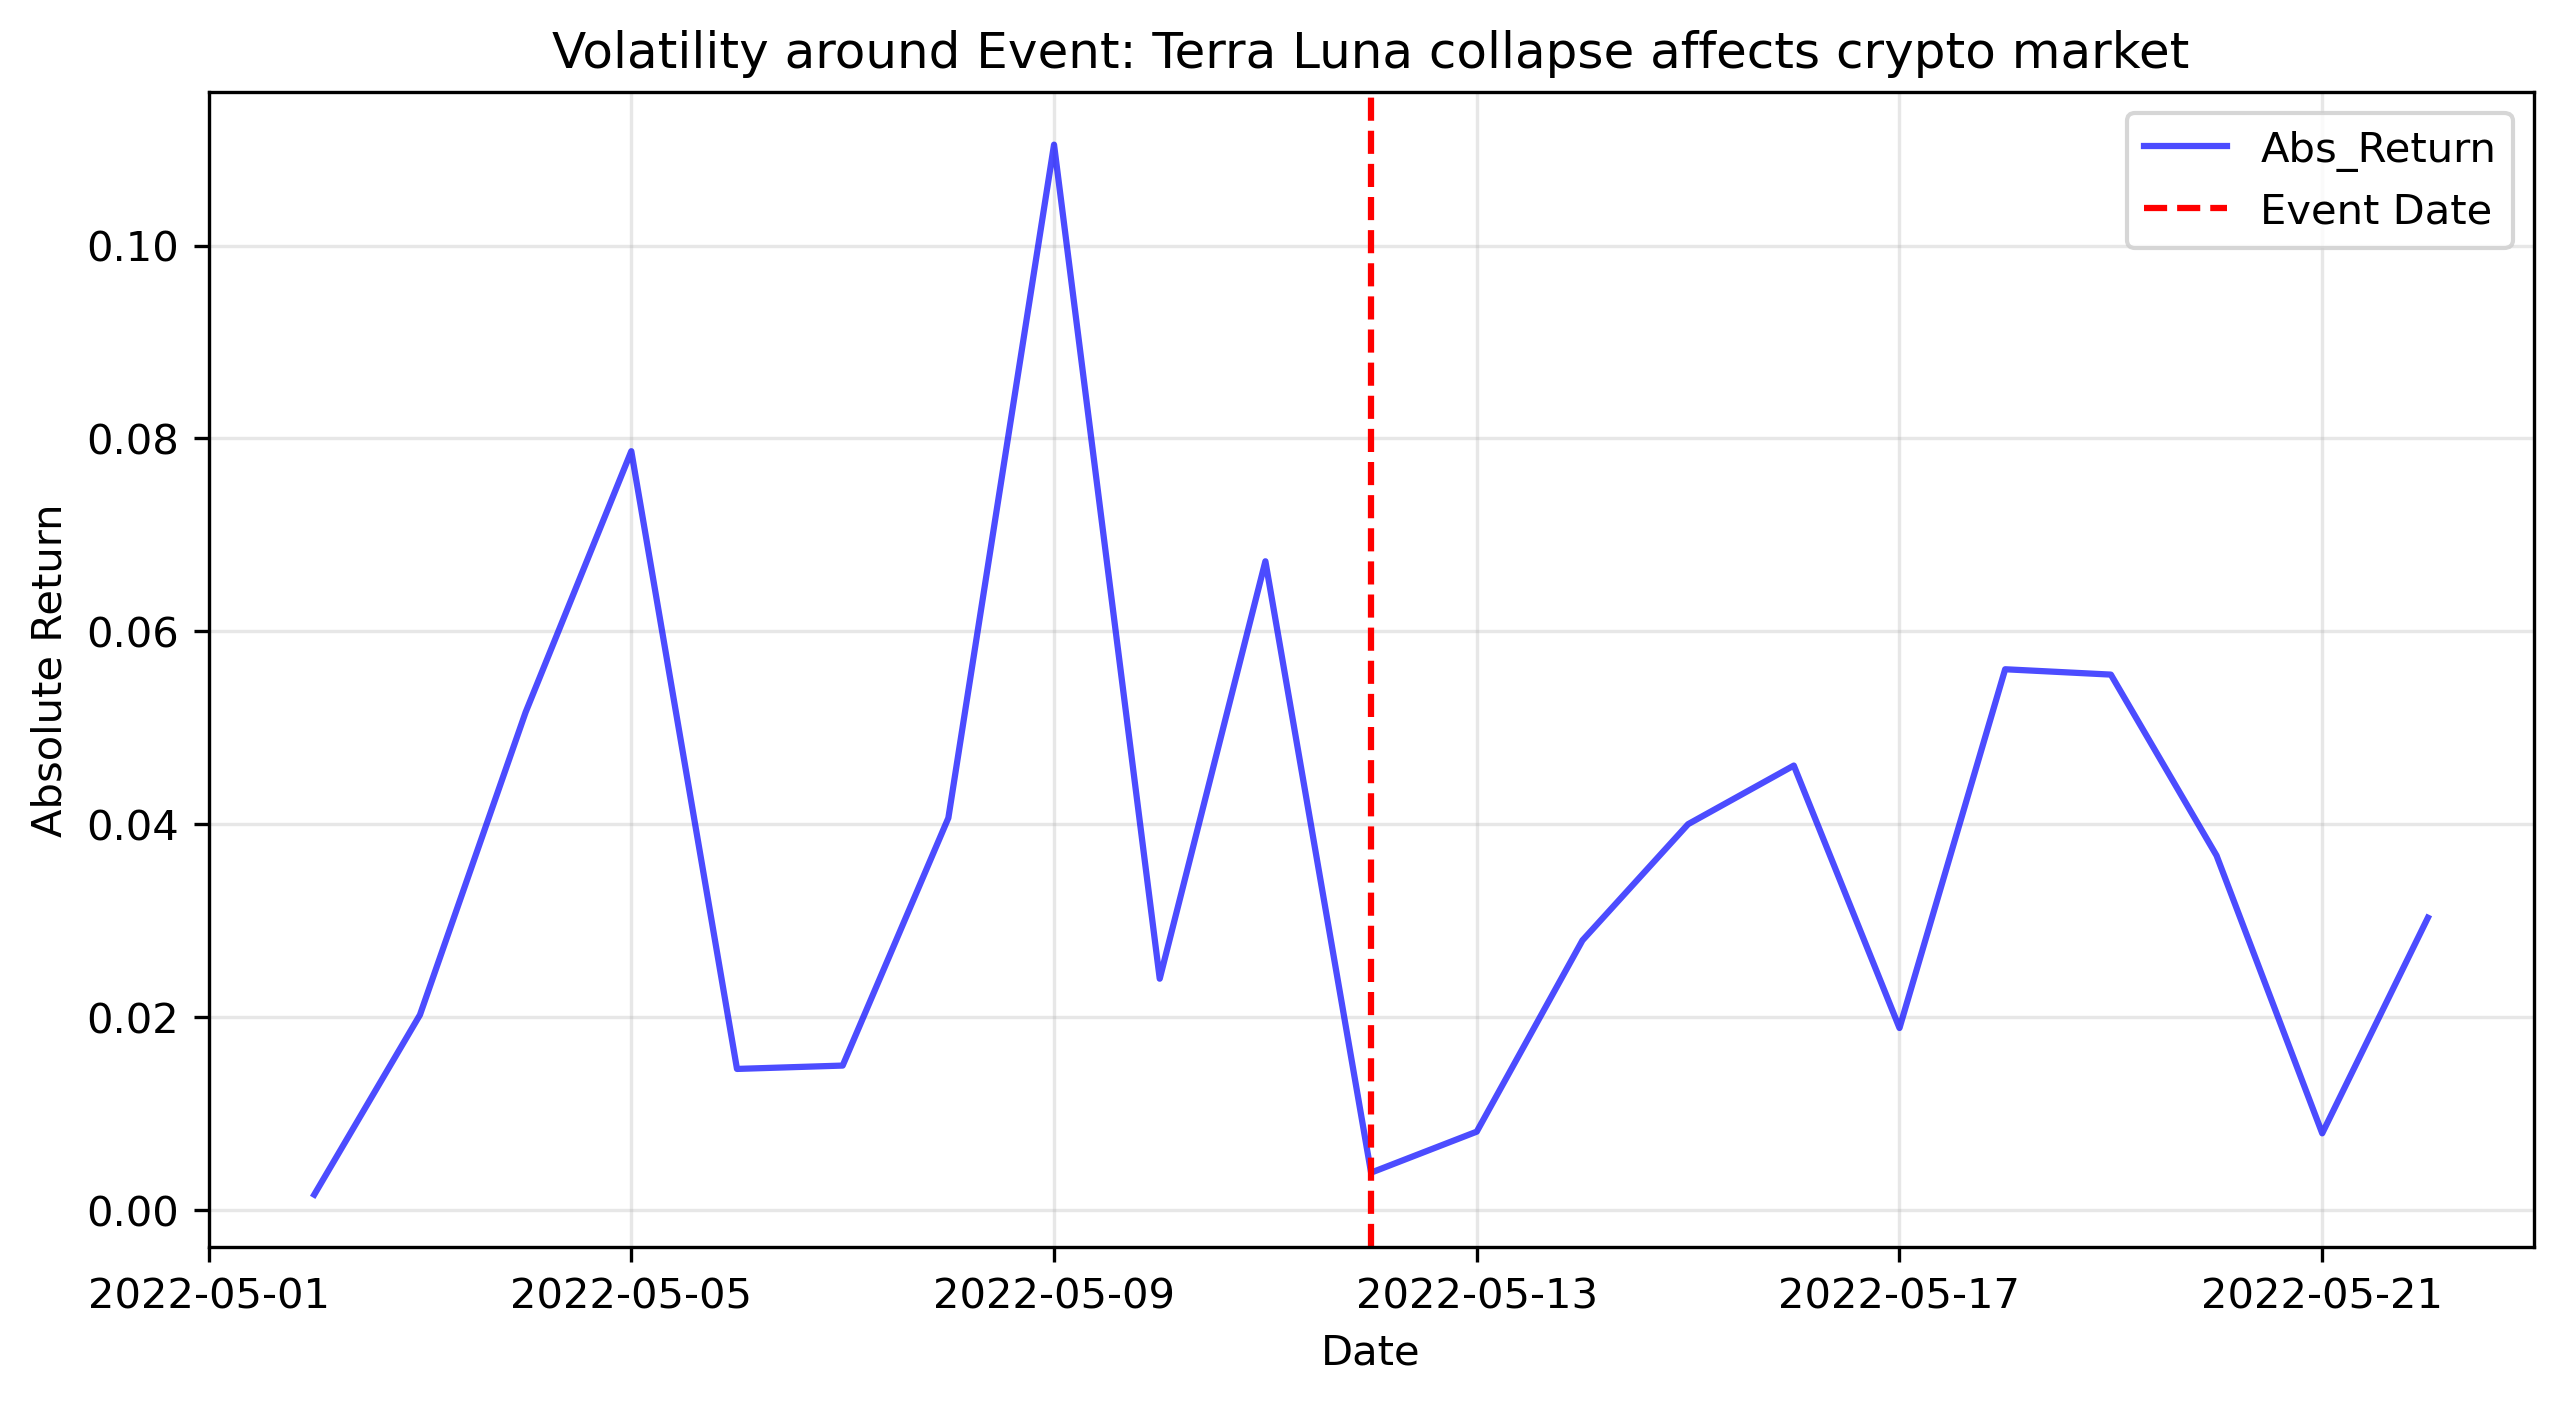 Volatility around Event: Terra Luna collapse affects crypto market
Abs_Return
Event Date
Absolute Return
0.10
0.08
0.06
0.04
0.02
0.00
2022-05-01 2022-05-05 2022-05-09 2022-05-13 2022-05-17 2022-05-21
Date